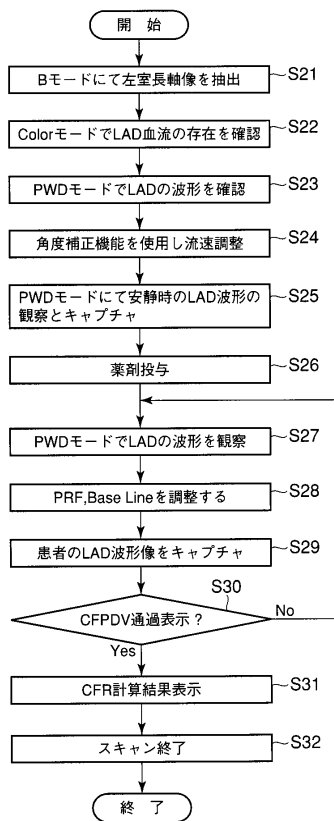 開 始
Bモードにて左室長軸像を抽出
S21
ColorモードでLAD血流の存在を確認
S22
PWDモードでLADの波形を確認
S23
角度補正機能を使用し流速調整
S24
PWDモードにて安静時のLAD波形の
観察とキャプチャ
S25
薬剤投与
S26
PWDモードでLADの波形を観察
S27
PRF,Base Lineを調整する
S28
患者のLAD波形像をキャプチャ
S29
S30
CFPDV通過表示?
No
Yes
CFR計算結果表示
S31
スキャン終了
S32
終 了